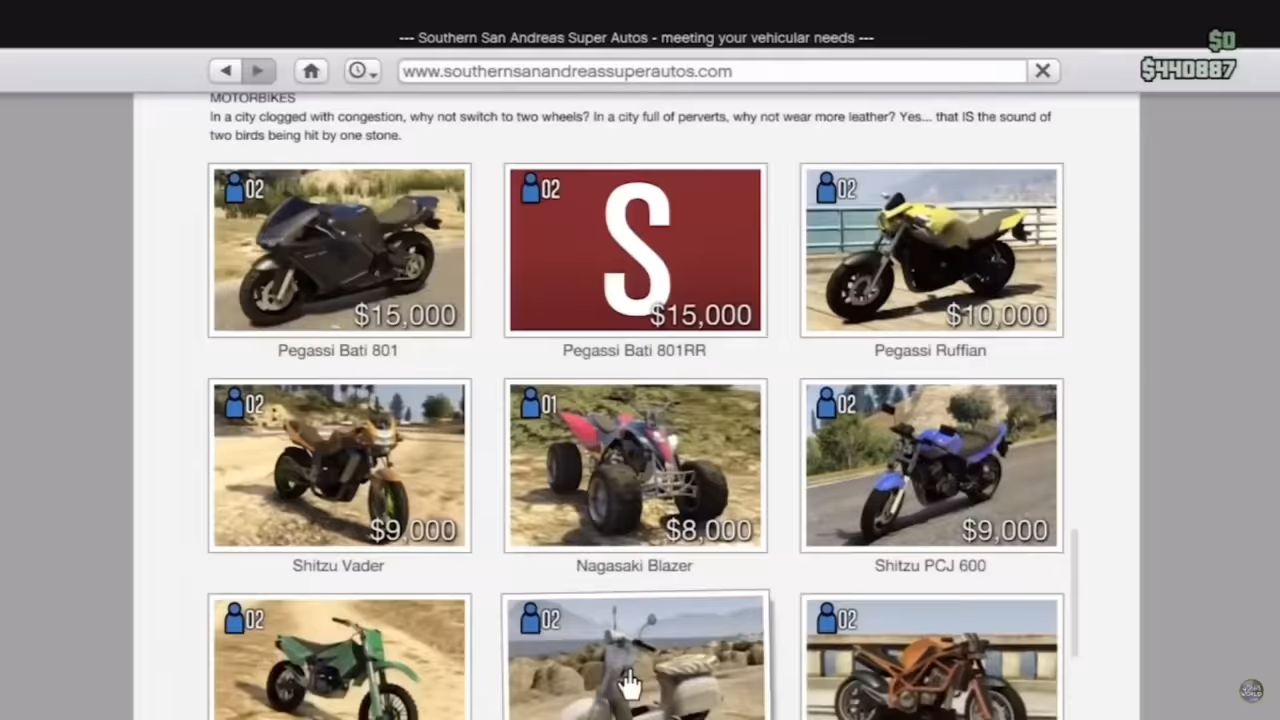 --- Southern San Andreas Super Autos - meeting your vehicular needs ---
$0
www.southernsanandreassuperautos.com
$440887
MOTORBIKES
In a city clogged with congestion, why not switch to two wheels? In a city full of perverts, why not wear more leather? Yes... that IS the sound of
two birds being hit by one stone.
02 02 02
S
$15,000 $15,000 $10,000
Pegassi Bati 801 Pegassi Bati 801RR Pegassi Ruffian
02 01 02
$9,000 $8,000 $9,000
Shitzu Vader Nagasaki Blazer Shitzu PCJ 600
02 02 02